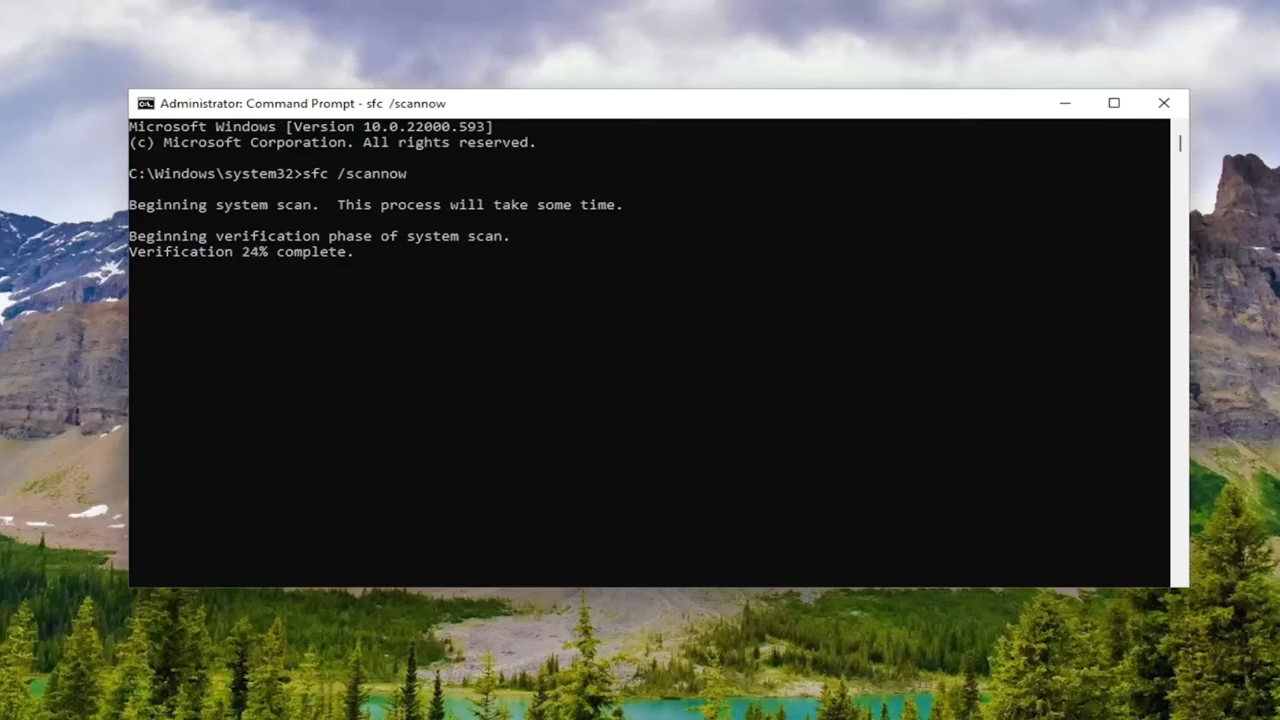 Administrator: Command Prompt - sfc  /scannow
Microsoft Windows [Version 10.0.22000.593]
(c) Microsoft Corporation. All rights reserved.
C:\Windows\system32>sfc /scannow
Beginning system scan.  This process will take some time.
Beginning verification phase of system scan.
Verification 24% complete.